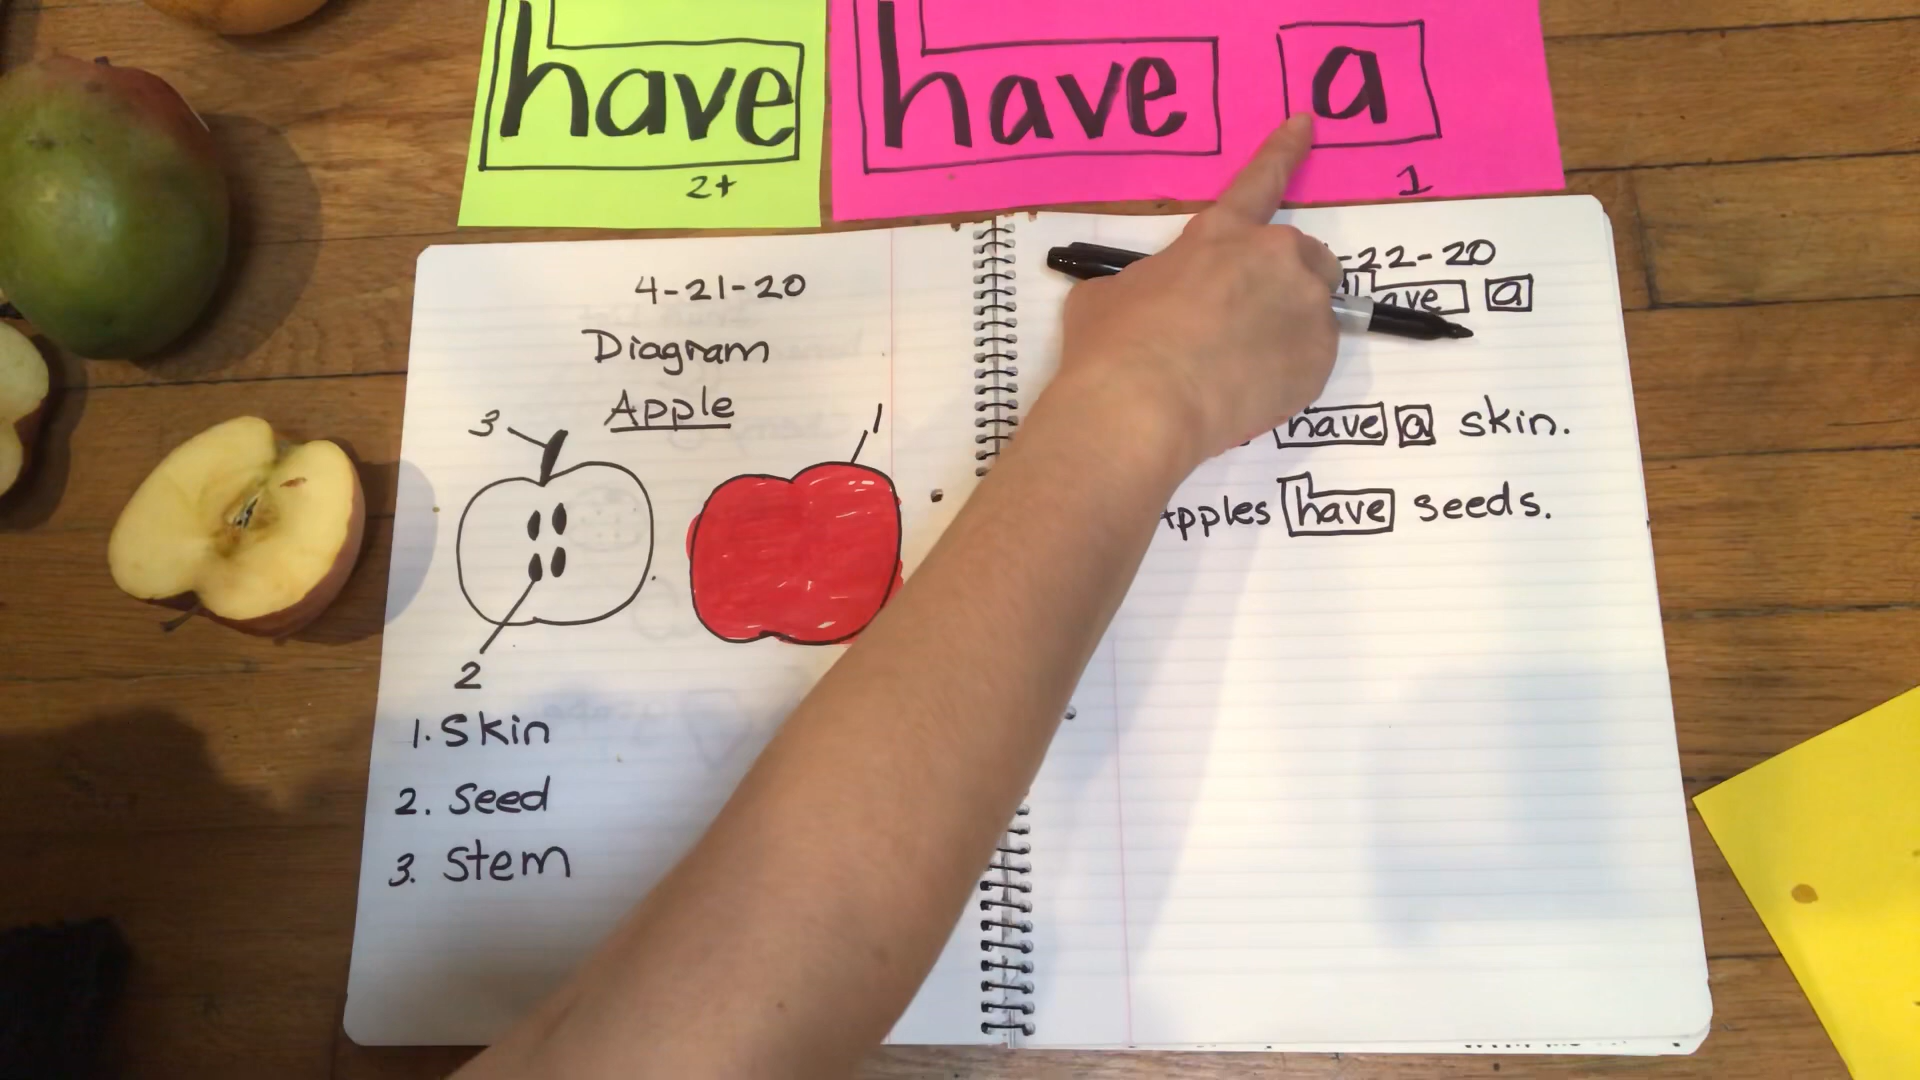 have
2+
have a
1
4-21-20
Diagram
Apple
3
1
2
1. Skin
2. Seed
3. Stem
-22-20
have a
have a skin.
Apples have seeds.